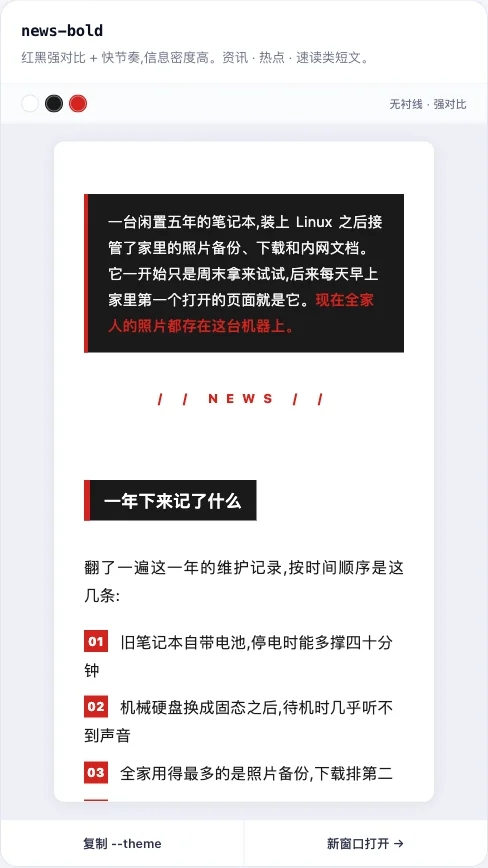 news-bold
红黑强对比 + 快节奏,信息密度高。资讯 · 热点 · 速读类短文。
无衬线 · 强对比
一台闲置五年的笔记本,装上 Linux 之后接
管了家里的照片备份、下载和内网文档。
它一开始只是周末拿来试试,后来每天早上
家里第一个打开的页面就是它。现在全家
人的照片都存在这台机器上。
/ / NEWS / /
一年下来记了什么
翻了一遍这一年的维护记录,按时间顺序是这
几条:
01 旧笔记本自带电池,停电时能多撑四十分
钟
02 机械硬盘换成固态之后,待机时几乎听不
到声音
03 全家用得最多的是照片备份,下载排第二
复制 --theme
新窗口打开 →